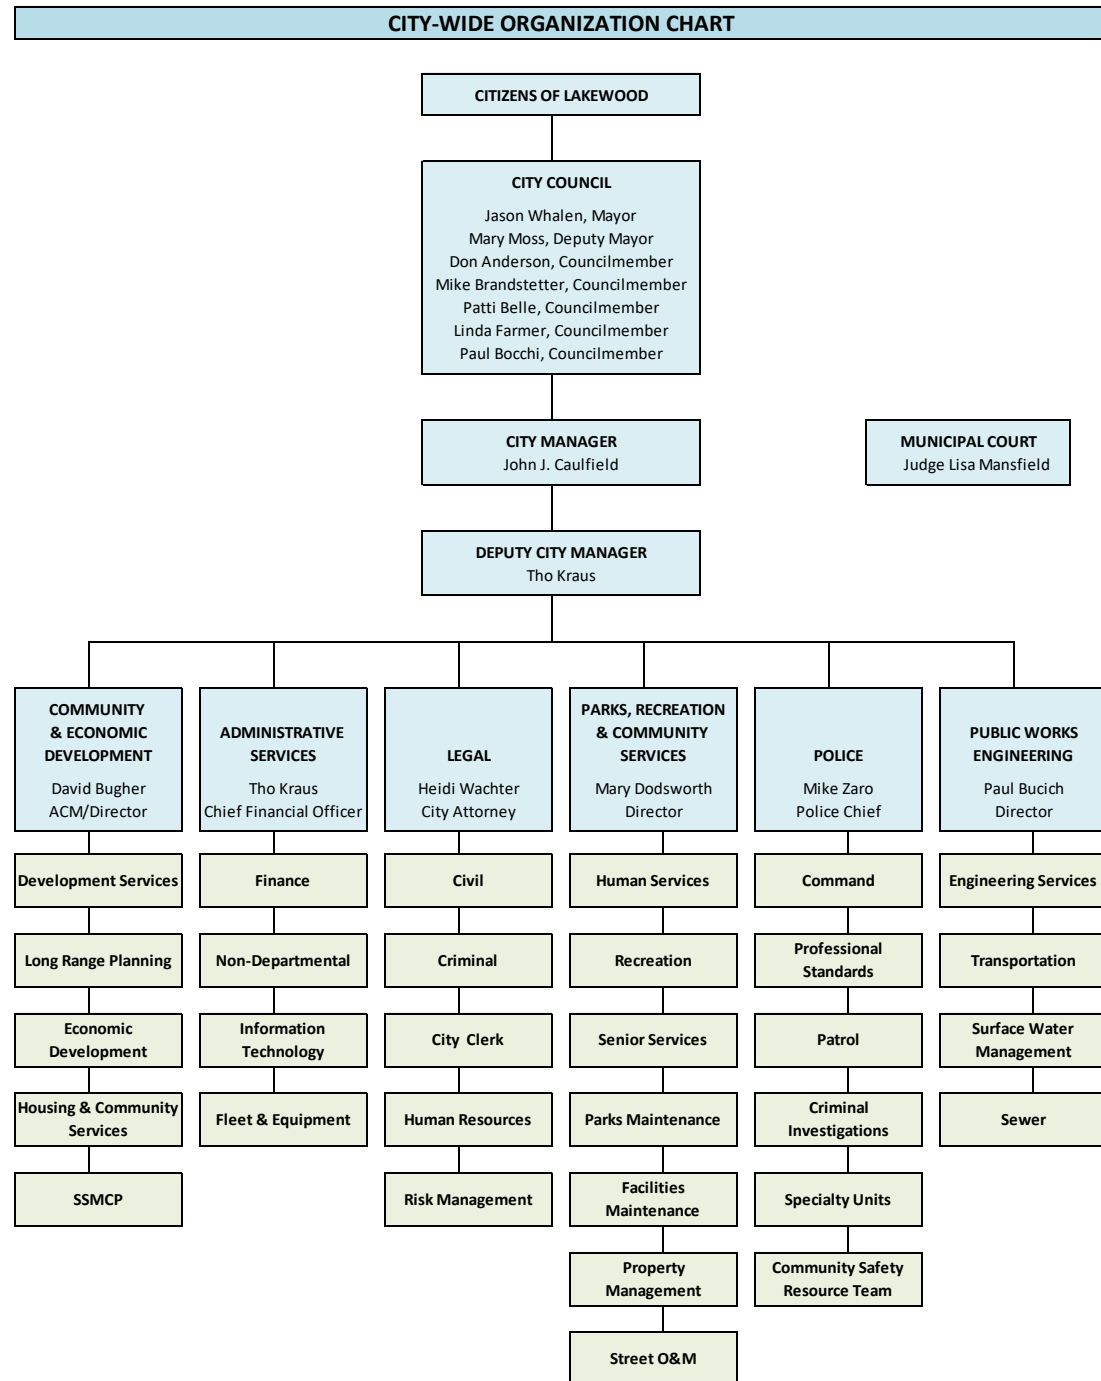 CITY-WIDE ORGANIZATION CHART
CITIZENS OF LAKEWOOD
CITY COUNCIL
Jason Whalen, Mayor
Mary Moss, Deputy Mayor
Don Anderson, Councilmember
Mike Brandstetter, Councilmember
Patti Belle, Councilmember
Linda Farmer, Councilmember
Paul Bocchi, Councilmember
CITY MANAGER
John J. Caulfield
MUNICIPAL COURT
Judge Lisa Mansfield
DEPUTY CITY MANAGER
Tho Kraus
COMMUNITY
& ECONOMIC
DEVELOPMENT
David Bugher
ACM/Director
Development Services
Long Range Planning
Economic
Development
Housing & Community
Services
SSMCP
ADMINISTRATIVE
SERVICES
Tho Kraus
Chief Financial Officer
Finance
Non-Departmental
Information
Technology
Fleet & Equipment
LEGAL
Heidi Wachter
City Attorney
Civil
Criminal
City Clerk
Human Resources
Risk Management
PARKS, RECREATION
& COMMUNITY
SERVICES
Mary Dodsworth
Director
Human Services
Recreation
Senior Services
Parks Maintenance
Facilities
Maintenance
Property
Management
Street O&M
POLICE
Mike Zaro
Police Chief
Command
Professional
Standards
Patrol
Criminal
Investigations
Specialty Units
Community Safety
Resource Team
PUBLIC WORKS
ENGINEERING
Paul Bucich
Director
Engineering Services
Transportation
Surface Water
Management
Sewer